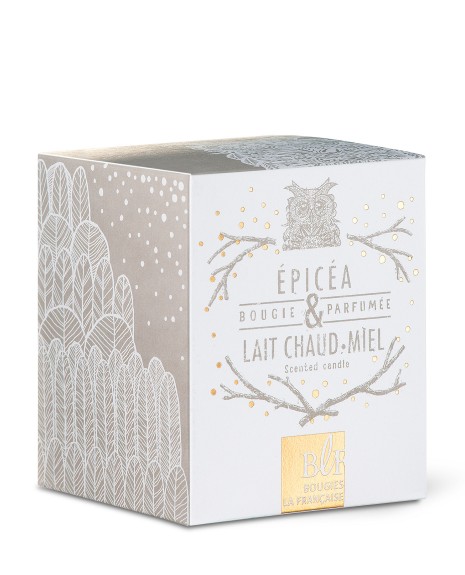 ÉPICÉA
BOUGIE & PARFUMÉE
LAIT CHAUD•MIEL
Scented candle
BLF
BOUGIES
LA FRANÇAISE